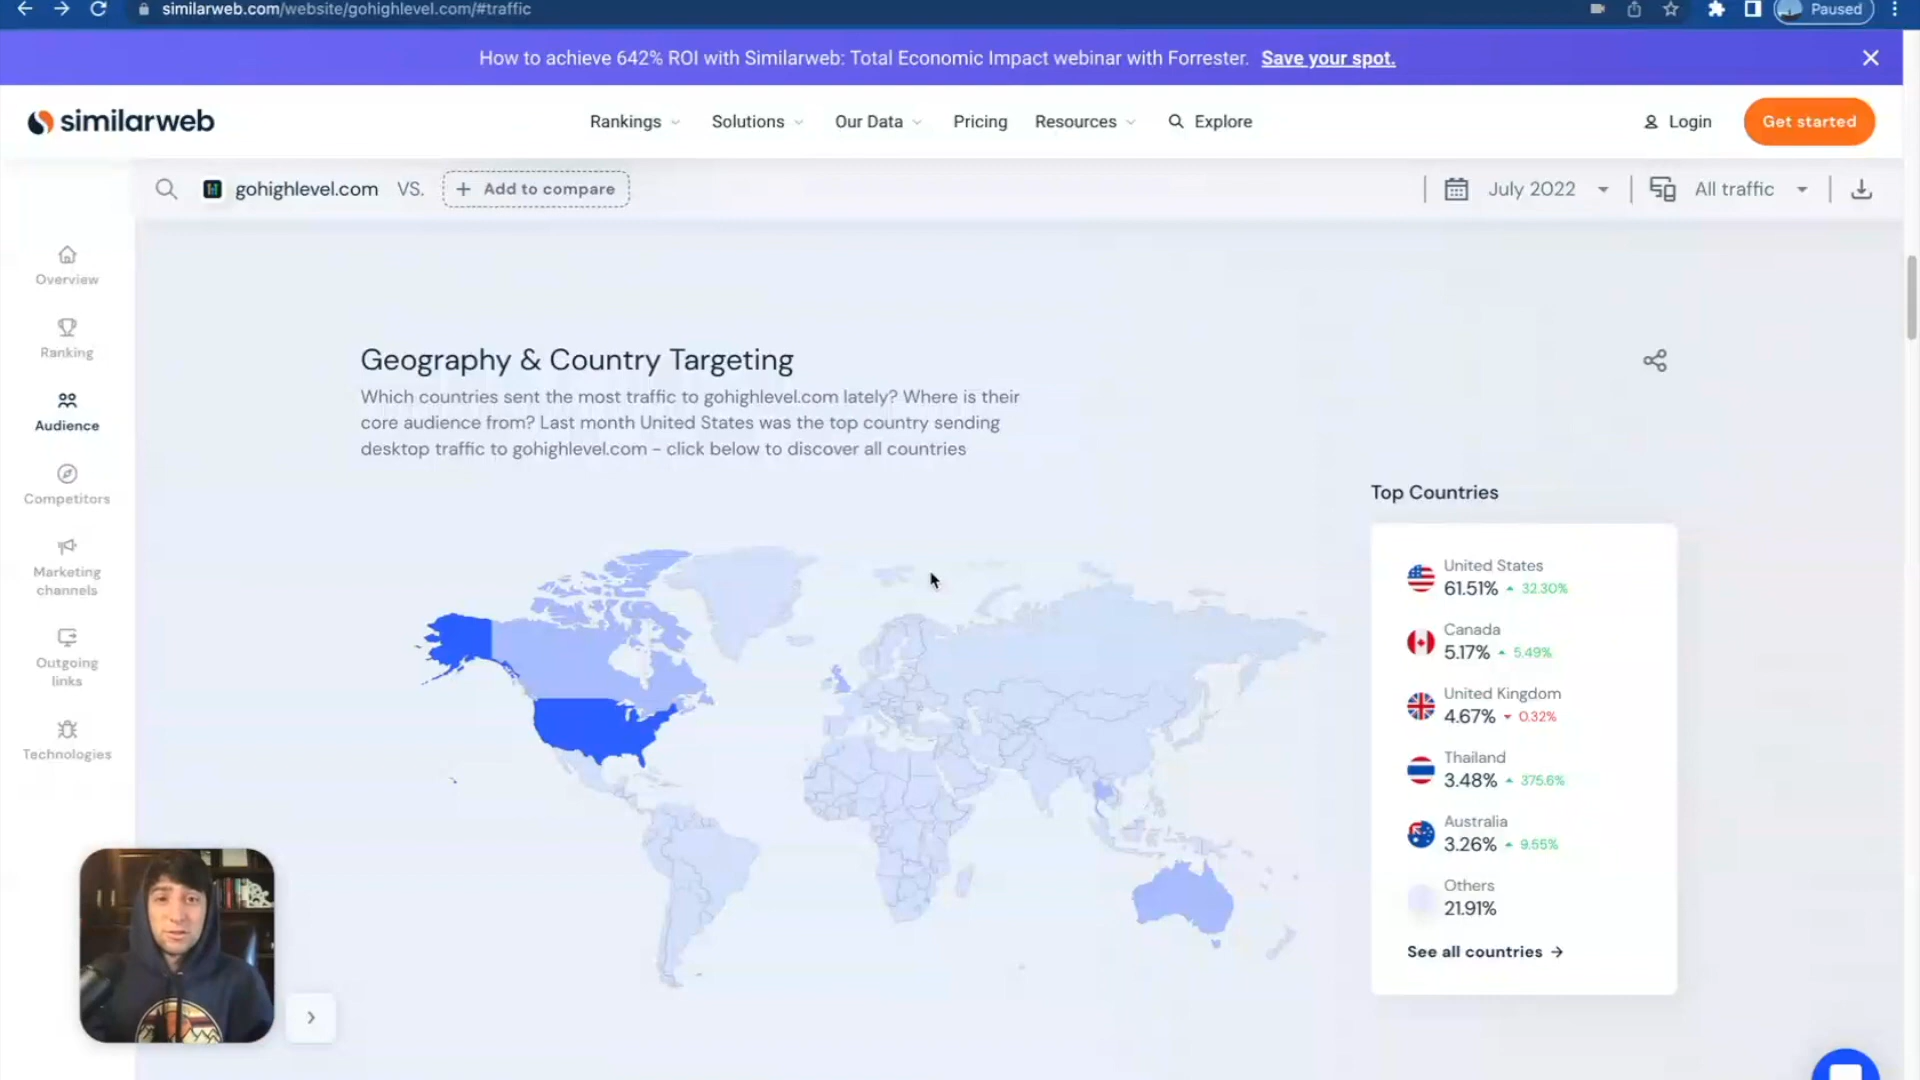 similarweb.com/website/gohighlevel.com/#traffic
Paused
How to achieve 642% ROI with Similarweb: Total Economic Impact webinar with Forrester. Save your spot.
similarweb
Rankings
Solutions
Our Data
Pricing
Resources
Explore
Login
Get started
gohighlevel.com VS. + Add to compare
July 2022
All traffic
Overview
Ranking
Audience
Competitors
Marketing
channels
Outgoing
links
Technologies
Geography & Country Targeting
Which countries sent the most traffic to gohighlevel.com lately? Where is their
core audience from? Last month United States was the top country sending
desktop traffic to gohighlevel.com - click below to discover all countries
Top Countries
United States
61.51% 32.30%
Canada
5.17% 5.49%
United Kingdom
4.67% 0.32%
Thailand
3.48% 375.6%
Australia
3.26% 9.55%
Others
21.91%
See all countries →